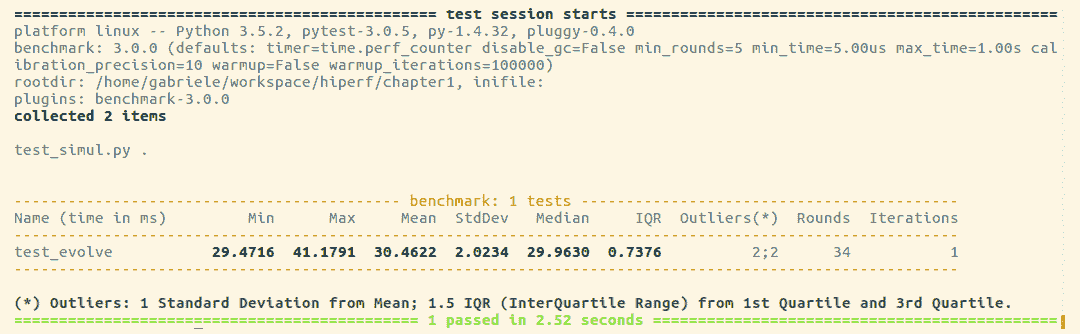 =============================================== test session starts ================================================
platform linux -- Python 3.5.2, pytest-3.0.5, py-1.4.32, pluggy-0.4.0
benchmark: 3.0.0 (defaults: timer=time.perf_counter disable_gc=False min_rounds=5 min_time=5.00us max_time=1.00s cal
ibration_precision=10 warmup=False warmup_iterations=100000)
rootdir: /home/gabriele/workspace/hiperf/chapter1, inifile:
plugins: benchmark-3.0.0
collected 2 items
test_simul.py .
------------------------------------------- benchmark: 1 tests ------------------------------------------
Name (time in ms)         Min      Max     Mean  StdDev   Median     IQR  Outliers(*)  Rounds  Iterations
---------------------------------------------------------------------------------------------------------
test_evolve           29.4716  41.1791  30.4622  2.0234  29.9630  0.7376          2;2      34           1
---------------------------------------------------------------------------------------------------------
(*) Outliers: 1 Standard Deviation from Mean; 1.5 IQR (InterQuartile Range) from 1st Quartile and 3rd Quartile.
============================================= 1 passed in 2.52 seconds =============================================